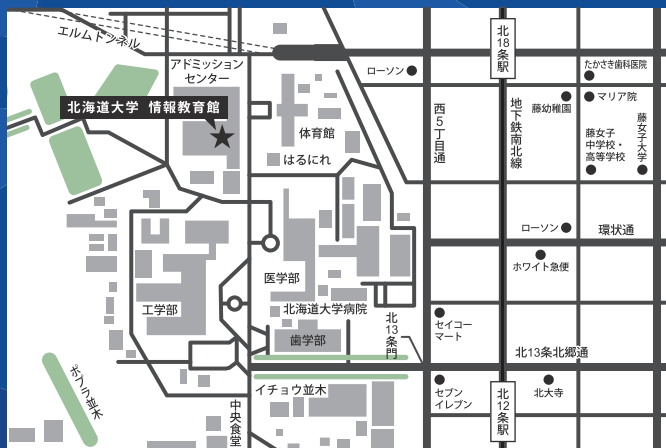 エルムトンネル
アドミッション
センター
北海道大学 情報教育館
体育館
はるにれ
ローソン
西5丁目通
北18条駅
地下鉄南北線
たかさき歯科医院
藤幼稚園
マリア院
藤女子
中学校・
高等学校
藤女子大学
ローソン
環状通
ホワイト急便
医学部
工学部
北海道大学病院
歯学部
北13条門
セイコー
マート
北13条北郷通
イチョウ並木
ポプラ並木
中央食堂
セブン
イレブン
北12条駅
北大寺